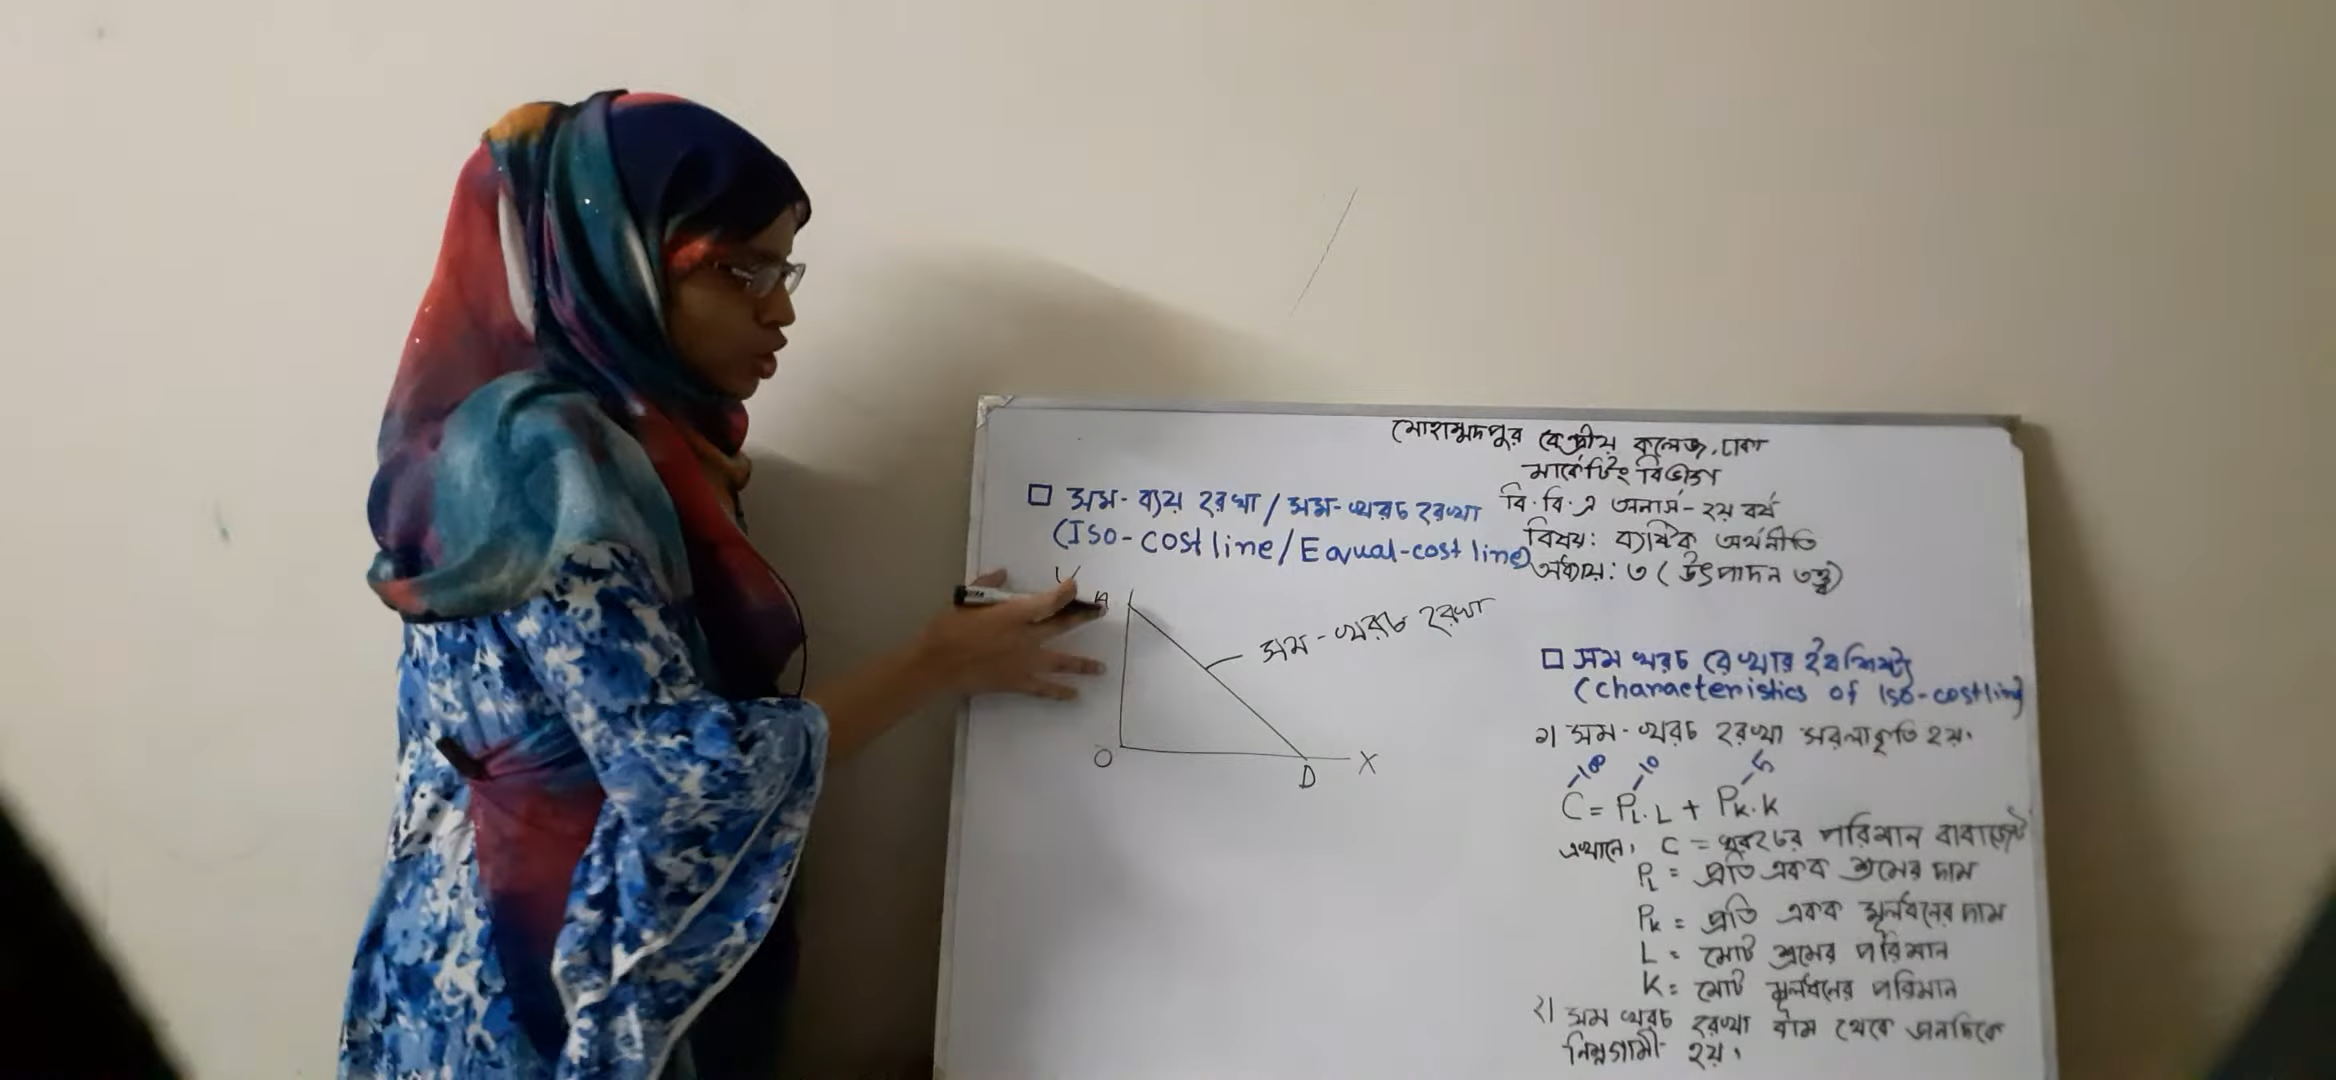 মোহাম্মদপুর কেন্দ্রীয় কলেজ, ঢাকা
মার্কেটিং বিভাগ
বি.বি.এ অনার্স-২য় বর্ষ
বিষয়: ব্যষ্টিক অর্থনীতি
অধ্যায়: ৩ (উৎপাদন তত্ত্ব)
□ সম-ব্যয় রেখা / সম-খরচ রেখা
(Iso-cost line/Equal-cost line)
Y
A
সম-খরচ রেখা
O
D
X
□ সম খরচ রেখার বৈশিষ্ট্য
(characteristics of Iso-costline)
১। সম-খরচ রেখা সরলাকৃতি হয়।
100 10 5
C = PL.L + Pk.k
এখানে, C = খরচের পরিমান বা বাজেট
PL = প্রতি একক শ্রমের দাম
Pk = প্রতি একক মূলধনের দাম
L = মোট শ্রমের পরিমান
K = মোট মূলধনের পরিমান
২। সম খরচ রেখা বাম থেকে ডানদিকে
নিম্নগামী হয়।